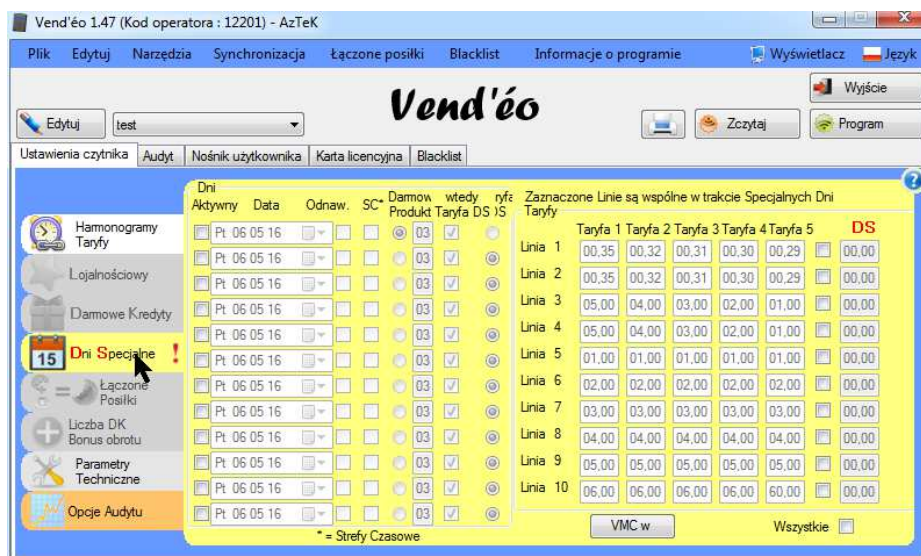 Vend'éo 1.47 (Kod operatora : 12201) - AzTeK
Plik Edytuj Narzędzia Synchronizacja Łączone posiłki Blacklist Informacje o programie Wyświetlacz Język
Vend'éo
Wyjście
Edytuj test Zczytaj Program
Ustawienia czytnika Audyt Nośnik użytkownika Karta licencyjna Blacklist
Harmonogramy Taryfy
Lojalnościowy
Darmowe Kredyty
15 Dni Specjalne !
Łączone Posiłki
Liczba DK Bonus obrotu
Parametry Techniczne
Opcje Audytu
Dni
Aktywny Data Odnaw. SC* Darmow Produkt wtedy Taryfa DS ryfa
Pt 06 05 16 03
Pt 06 05 16 03
Pt 06 05 16 03
Pt 06 05 16 03
Pt 06 05 16 03
Pt 06 05 16 03
Pt 06 05 16 03
Pt 06 05 16 03
Pt 06 05 16 03
Pt 06 05 16 03
Pt 06 05 16 03
Pt 06 05 16 03
* = Strefy Czasowe
Zaznaczone Linie są wspólne w trakcie Specjalnych Dni
Taryfy
Taryfa 1 Taryfa 2 Taryfa 3 Taryfa 4 Taryfa 5 DS
Linia 1 00,35 00,32 00,31 00,30 00,29 00,00
Linia 2 00,35 00,32 00,31 00,30 00,29 00,00
Linia 3 05,00 04,00 03,00 02,00 01,00 00,00
Linia 4 05,00 04,00 03,00 02,00 01,00 00,00
Linia 5 01,00 01,00 01,00 01,00 01,00 00,00
Linia 6 02,00 02,00 02,00 02,00 02,00 00,00
Linia 7 03,00 03,00 03,00 03,00 03,00 00,00
Linia 8 04,00 04,00 04,00 04,00 04,00 00,00
Linia 9 05,00 05,00 05,00 05,00 05,00 00,00
Linia 10 06,00 06,00 06,00 06,00 60,00 00,00
VMC w Wszystkie